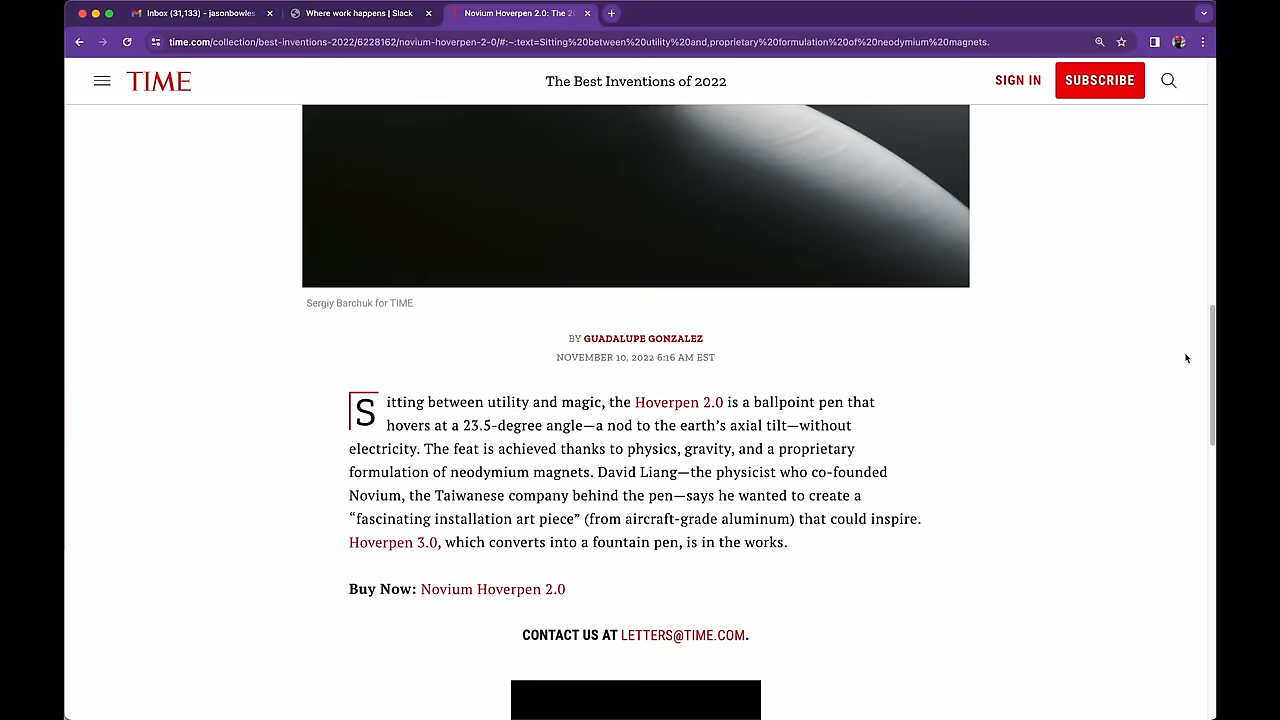 Inbox (31,133) - jasonbowles
Where work happens | Slack
Novium Hoverpen 2.0: The 2
time.com/collection/best-inventions-2022/6228162/novium-hoverpen-2-0/#:~:text=Sitting%20between%20utility%20and,proprietary%20formulation%20of%20neodymium%20magnets.
TIME
The Best Inventions of 2022
SIGN IN
SUBSCRIBE
Sergiy Barchuk for TIME
BY GUADALUPE GONZALEZ
NOVEMBER 10, 2022 6:16 AM EST
Sitting between utility and magic, the Hoverpen 2.0 is a ballpoint pen that
hovers at a 23.5-degree angle—a nod to the earth’s axial tilt—without
electricity. The feat is achieved thanks to physics, gravity, and a proprietary
formulation of neodymium magnets. David Liang—the physicist who co-founded
Novium, the Taiwanese company behind the pen—says he wanted to create a
“fascinating installation art piece” (from aircraft-grade aluminum) that could inspire.
Hoverpen 3.0, which converts into a fountain pen, is in the works.
Buy Now: Novium Hoverpen 2.0
CONTACT US AT LETTERS@TIME.COM.